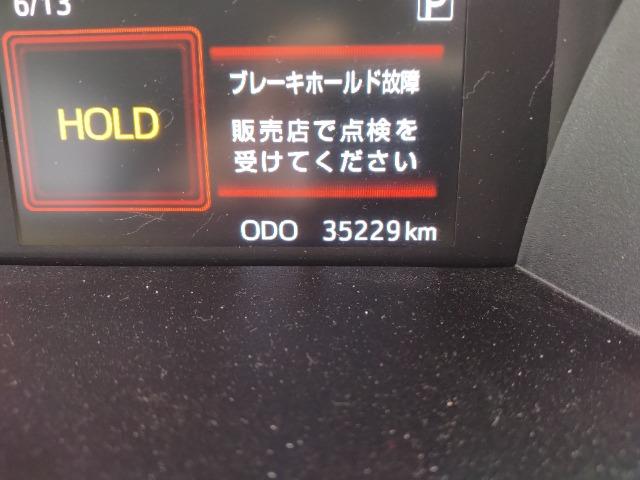 6/13 P
HOLD
ブレーキホールド故障
販売店で点検を
受けてください
ODO 35229km